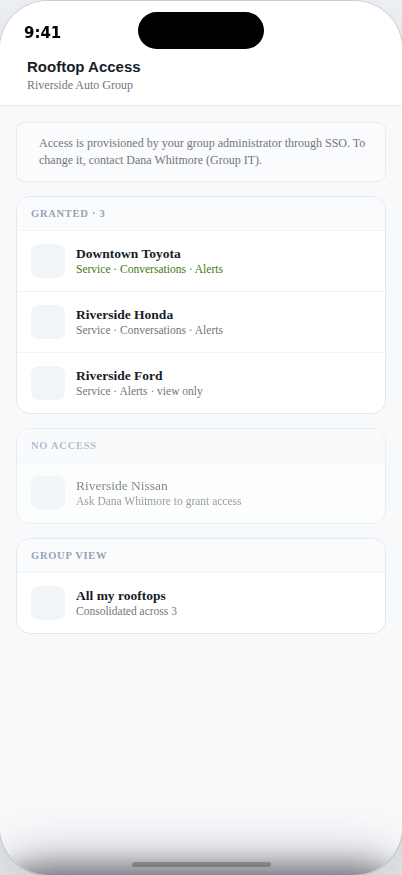 9:41
Rooftop Access
Riverside Auto Group
Access is provisioned by your group administrator through SSO. To
change it, contact Dana Whitmore (Group IT).
GRANTED · 3
Downtown Toyota
Service · Conversations · Alerts
Riverside Honda
Service · Conversations · Alerts
Riverside Ford
Service · Alerts · view only
NO ACCESS
Riverside Nissan
Ask Dana Whitmore to grant access
GROUP VIEW
All my rooftops
Consolidated across 3